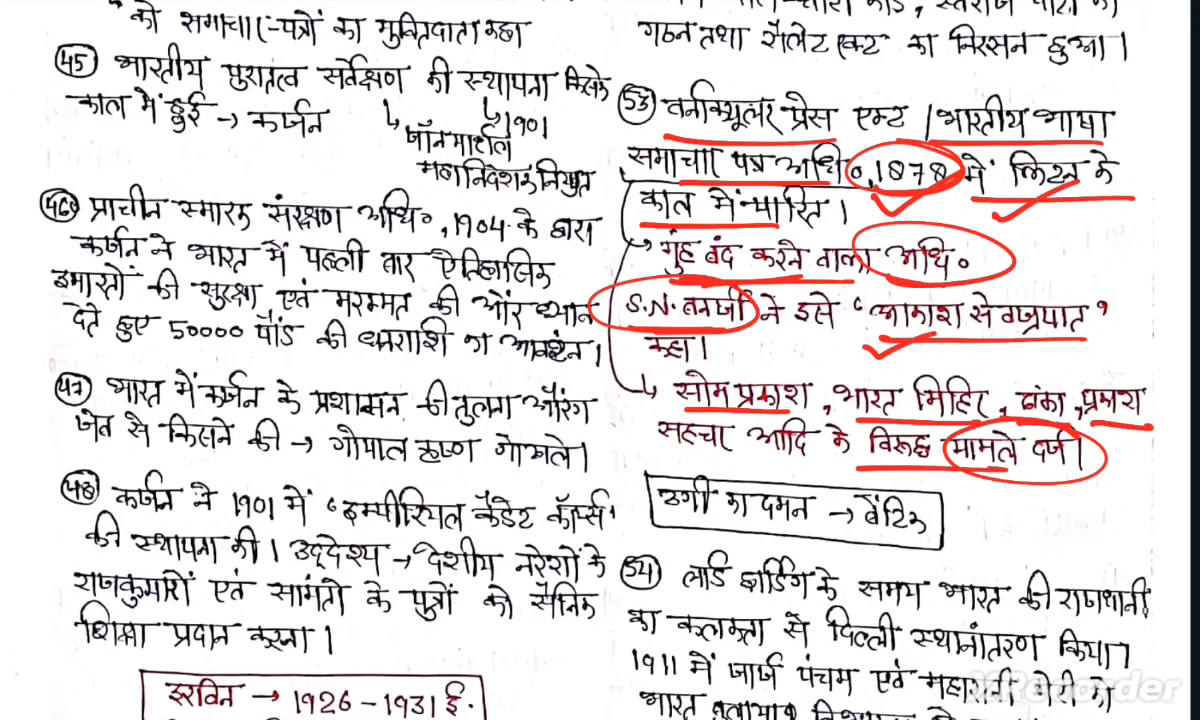 को समाचार-पत्रों का मुक्तिदाता कहा
(45) भारतीय पुरातत्व सर्वेक्षण की स्थापना किसके
काल में हुई → कर्जन
↳ 1901
↳ जॉन मार्शल
महानिदेशक नियुक्त
(46) प्राचीन स्मारक संरक्षण अधि॰, 1904 के द्वारा
कर्जन ने भारत में पहली बार ऐतिहासिक
इमारतों की सुरक्षा एवं मरम्मत की ओर ध्यान
देते हुए 50000 पौंड की धनराशि का आवंटन।
(47) भारत में कर्जन के प्रशासन की तुलना औरंग
जेब से किसने की → गोपाल कृष्ण गोखले।
(48) कर्जन ने 1901 में 'इम्पीरियल कैडेट कॉर्प्स'
की स्थापना की। उद्देश्य → देशीय नरेशों के
राजकुमारों एवं सामंतो के पुत्रों को सैनिक
शिक्षा प्रदान करना।
इरविन → 1926 - 1931 ई.
गठन तथा रौलेट एक्ट का निरसन हुआ।
(53) वर्नाक्यूलर प्रेस एक्ट / भारतीय भाषा
समाचार पत्र अधि॰, 1878 में लिटन के
काल में पारित।
↳ मुंह बंद करने वाला अधि॰
S.N. बनर्जी ने इसे 'आकाश से वज्रपात'
कहा।
↳ सोम प्रकाश, भारत मिहिर, ढाका, प्रकाश
सहचर आदि के विरूद्ध मामले दर्ज।
ठगी का दमन → बैंटिक
(54) लार्ड हार्डिंग के समय भारत की राजधानी
का कलकत्ता से दिल्ली स्थानांतरण किया।
1911 में जार्ज पंचम एवं महारानी मेरी को
XRecorder